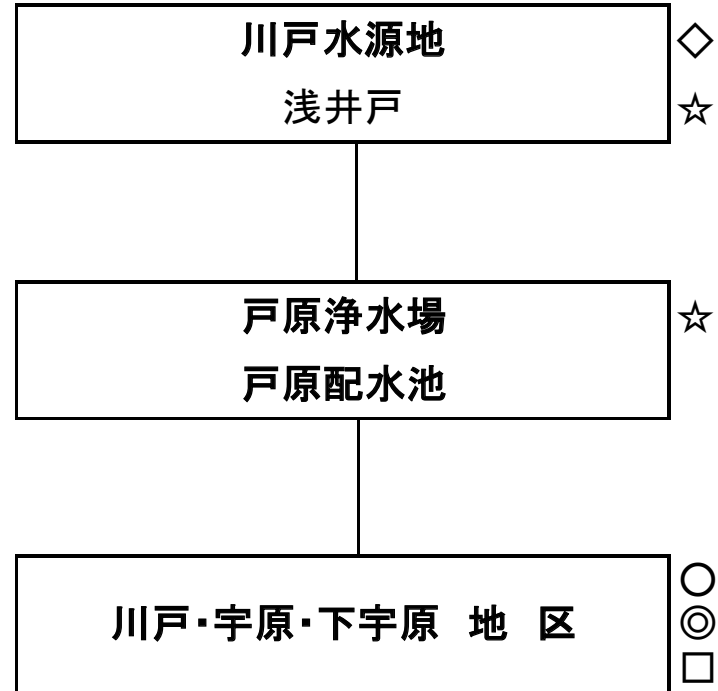 川戸水源地 ◇
浅井戸 ☆
戸原浄水場 ☆
戸原配水池
川戸・宇原・下宇原 地 区 ○
◎
□